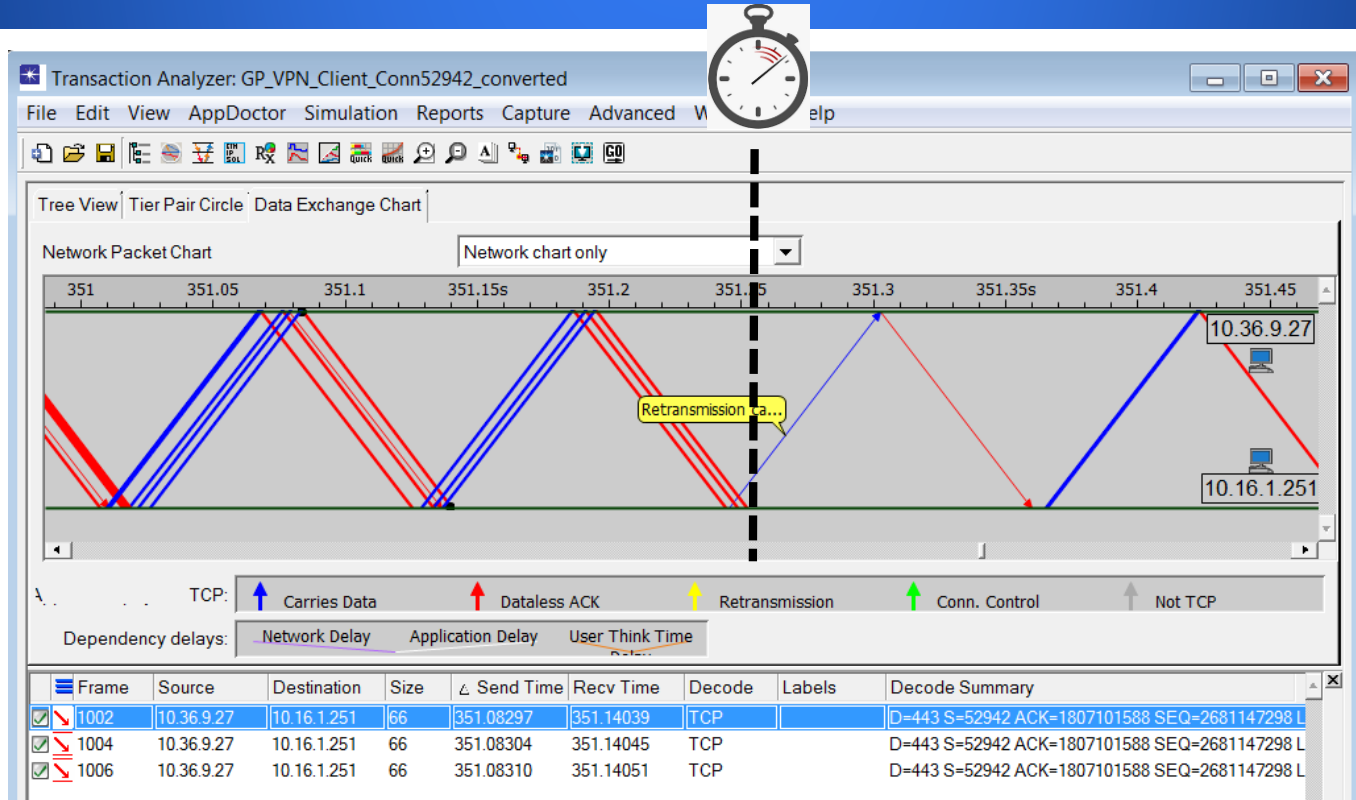 Transaction Analyzer: GP_VPN_Client_Conn52942_converted
File Edit View AppDoctor Simulation Reports Capture Advanced
QUICK QUICK GO
Tree View Tier Pair Circle Data Exchange Chart
Network Packet Chart Network chart only
351 351.05 351.1 351.15s 351.2 351.3 351.35s 351.4 351.45
10.36.9.27
Retransmission ca...
10.16.1.251
TCP: Carries Data Dataless ACK Retransmission Conn. Control Not TCP
Dependency delays: Network Delay Application Delay User Think Time
Frame Source Destination Size Send Time Recv Time Decode Labels Decode Summary
1002 10.36.9.27 10.16.1.251 66 351.08297 351.14039 TCP D=443 S=52942 ACK=1807101588 SEQ=2681147298 L
1004 10.36.9.27 10.16.1.251 66 351.08304 351.14045 TCP D=443 S=52942 ACK=1807101588 SEQ=2681147298 L
1006 10.36.9.27 10.16.1.251 66 351.08310 351.14051 TCP D=443 S=52942 ACK=1807101588 SEQ=2681147298 L